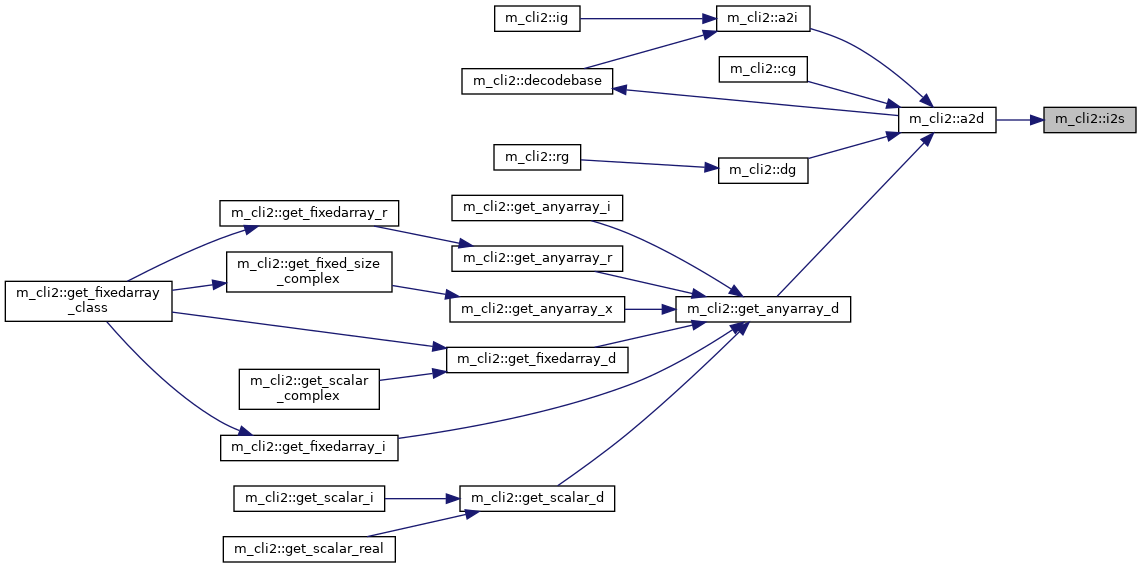 m_cli2::ig
m_cli2::a2i
m_cli2::cg
m_cli2::decodebase
m_cli2::a2d
m_cli2::i2s
m_cli2::rg
m_cli2::dg
m_cli2::get_fixedarray_r
m_cli2::get_anyarray_i
m_cli2::get_anyarray_r
m_cli2::get_fixed_size
_complex
m_cli2::get_fixedarray
_class
m_cli2::get_anyarray_x
m_cli2::get_anyarray_d
m_cli2::get_fixedarray_d
m_cli2::get_scalar
_complex
m_cli2::get_fixedarray_i
m_cli2::get_scalar_i
m_cli2::get_scalar_d
m_cli2::get_scalar_real